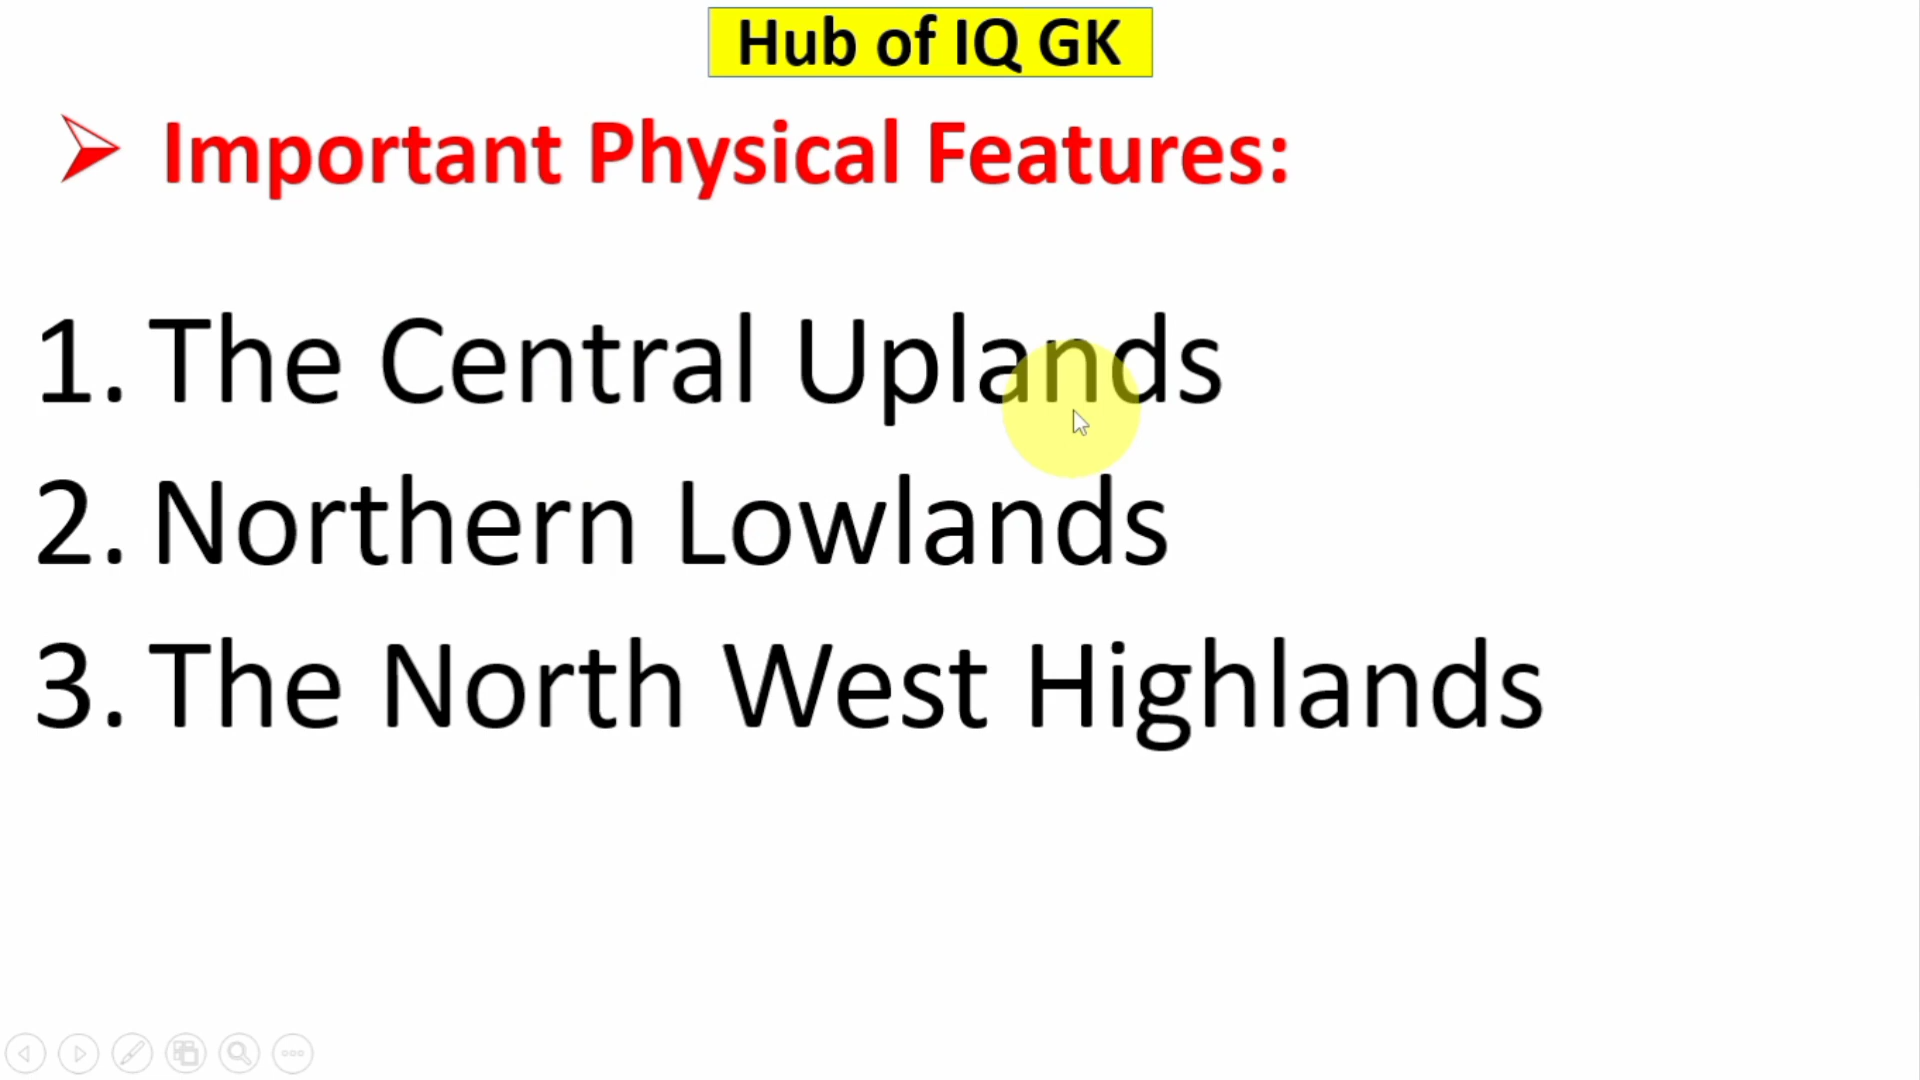 Hub of IQ GK
Important Physical Features:
1. The Central Uplands
2. Northern Lowlands
3. The North West Highlands